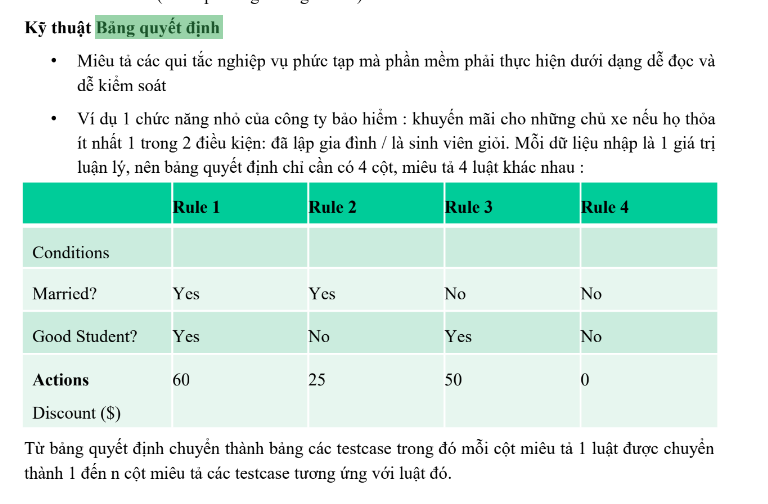 Kỹ thuật Bảng quyết định
• Miêu tả các qui tắc nghiệp vụ phức tạp mà phần mềm phải thực hiện dưới dạng dễ đọc và
dễ kiểm soát
• Ví dụ 1 chức năng nhỏ của công ty bảo hiểm : khuyến mãi cho những chủ xe nếu họ thỏa
ít nhất 1 trong 2 điều kiện: đã lập gia đình / là sinh viên giỏi. Mỗi dữ liệu nhập là 1 giá trị
luận lý, nên bảng quyết định chỉ cần có 4 cột, miêu tả 4 luật khác nhau :
Rule 1 Rule 2 Rule 3 Rule 4
Conditions
Married? Yes Yes No No
Good Student? Yes No Yes No
Actions 60 25 50 0
Discount ($)
Từ bảng quyết định chuyển thành bảng các testcase trong đó mỗi cột miêu tả 1 luật được chuyển
thành 1 đến n cột miêu tả các testcase tương ứng với luật đó.